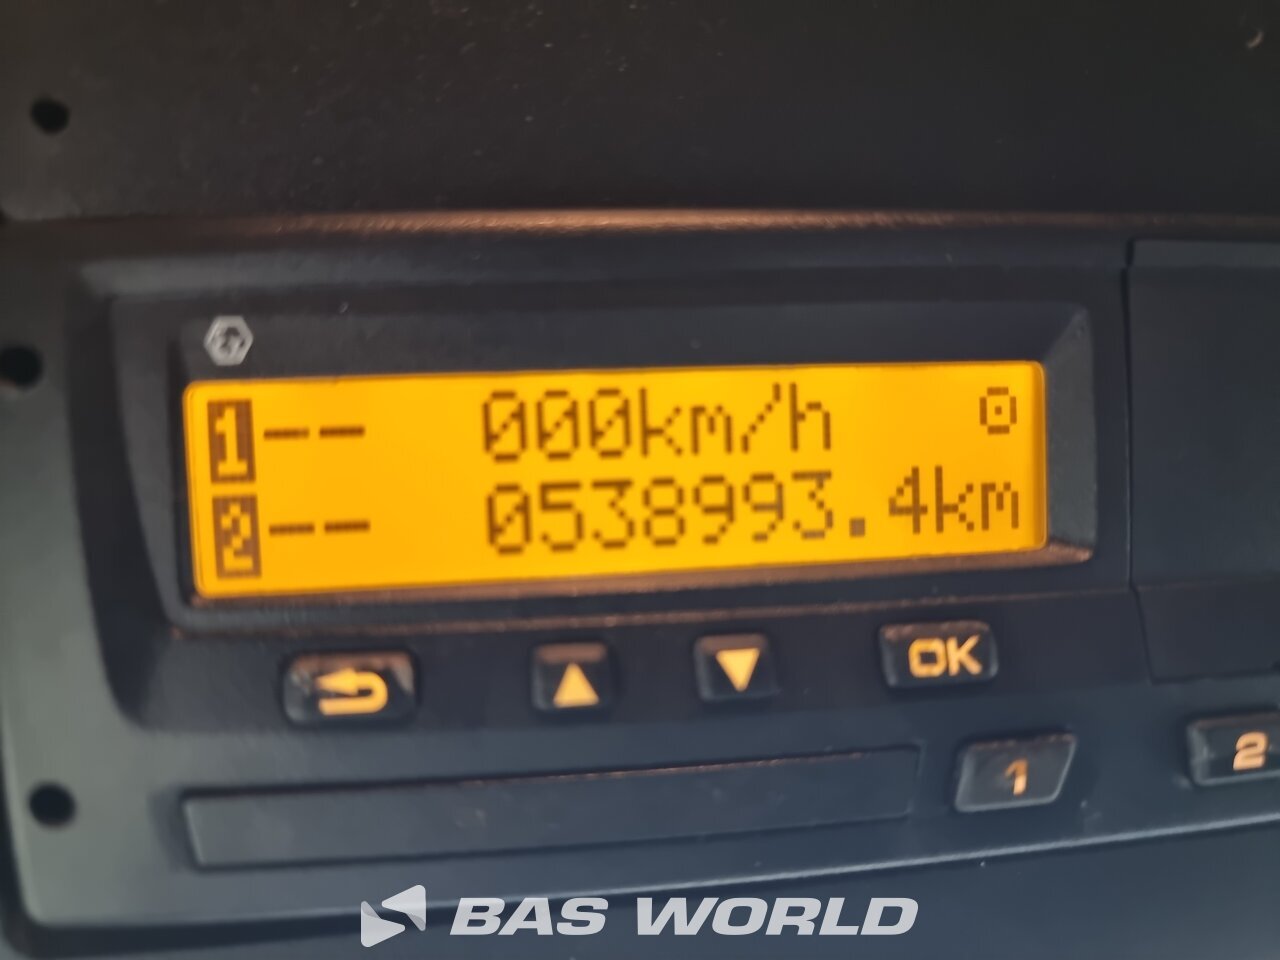 1-- 000km/h
2-- 0538993.4km
OK
1
2
BAS WORLD